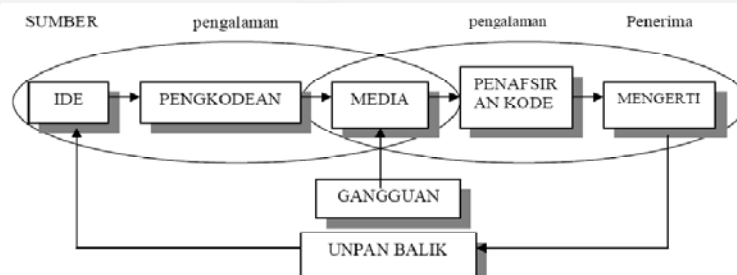 SUMBER pengalaman pengalaman Penerima
IDE PENGKODEAN MEDIA PENAFSIR
AN KODE MENGERTI
GANGGUAN
UNPAN BALIK